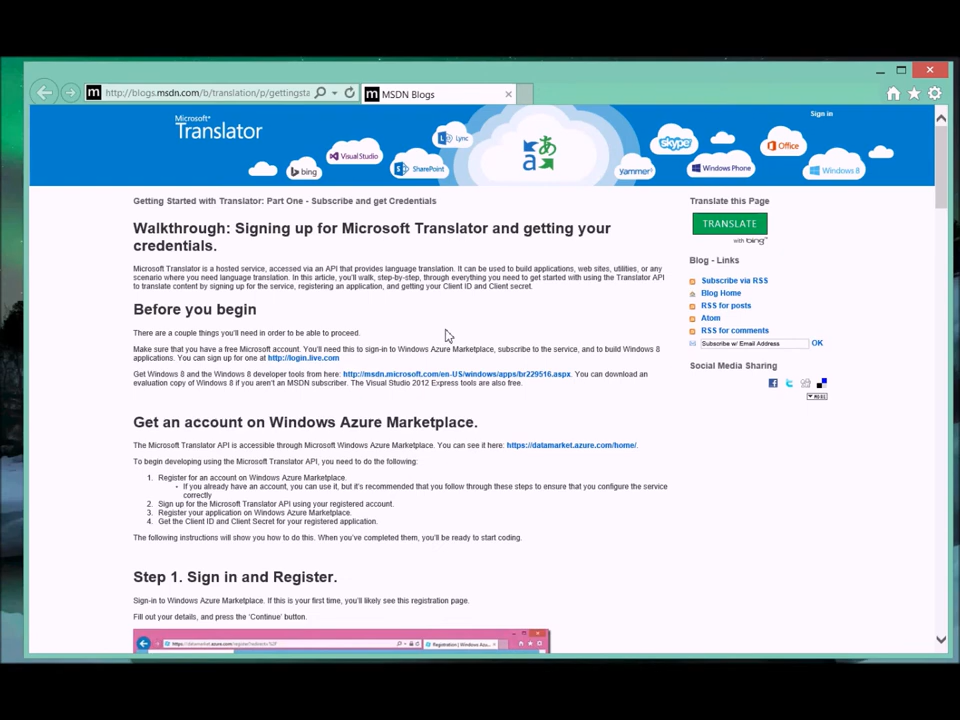 http://blogs.msdn.com/b/translation/p/gettingsta
MSDN Blogs
Sign in
Microsoft®
Translator
Lync
Visual Studio
bing
SharePoint
あ
a
skype
Office
yammer
Windows Phone
Windows 8
Getting Started with Translator: Part One - Subscribe and get Credentials
Walkthrough: Signing up for Microsoft Translator and getting your
credentials.
Microsoft Translator is a hosted service, accessed via an API that provides language translation. It can be used to build applications, web sites, utilities, or any
scenario where you need language translation. In this article, you'll walk, step-by-step, through everything you need to get started with using the Translator API
to translate content by signing up for the service, registering an application, and getting your Client ID and Client secret.
Before you begin
There are a couple things you'll need in order to be able to proceed.
Make sure that you have a free Microsoft account. You'll need this to sign-in to Windows Azure Marketplace, subscribe to the service, and to build Windows 8
applications. You can sign up for one at http://login.live.com
Get Windows 8 and the Windows 8 developer tools from here: http://msdn.microsoft.com/en-US/windows/apps/br229516.aspx. You can download an
evaluation copy of Windows 8 if you aren't an MSDN subscriber. The Visual Studio 2012 Express tools are also free.
Get an account on Windows Azure Marketplace.
The Microsoft Translator API is accessible through Microsoft Windows Azure Marketplace. You can see it here: https://datamarket.azure.com/home/.
To begin developing using the Microsoft Translator API, you need to do the following:
1. Register for an account on Windows Azure Marketplace.
• If you already have an account, you can use it, but it's recommended that you follow through these steps to ensure that you configure the service
correctly
2. Sign up for the Microsoft Translator API using your registered account.
3. Register your application on Windows Azure Marketplace.
4. Get the Client ID and Client Secret for your registered application.
The following instructions will show you how to do this. When you've completed them, you'll be ready to start coding.
Step 1. Sign in and Register.
Sign-in to Windows Azure Marketplace. If this is your first time, you'll likely see this registration page.
Fill out your details, and press the 'Continue' button.
Registration | Windows Azu...
Translate this Page
TRANSLATE
with bing™
Blog - Links
Subscribe via RSS
Blog Home
RSS for posts
Atom
RSS for comments
Subscribe w/ Email Address OK
Social Media Sharing
MORE